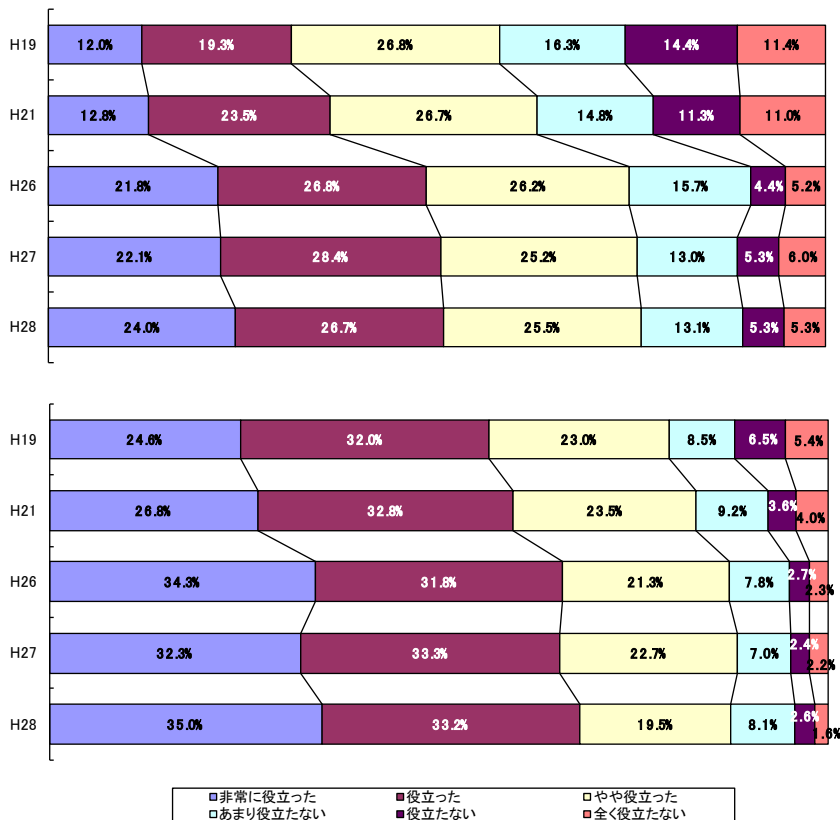 H19 12.0% 19.3% 26.8% 16.3% 14.4% 11.4%
H21 12.8% 23.5% 26.7% 14.8% 11.3% 11.0%
H26 21.8% 26.8% 26.2% 15.7% 4.4% 5.2%
H27 22.1% 28.4% 25.2% 13.0% 5.3% 6.0%
H28 24.0% 26.7% 25.5% 13.1% 5.3% 5.3%
H19 24.6% 32.0% 23.0% 8.5% 6.5% 5.4%
H21 26.8% 32.8% 23.5% 9.2% 3.6% 4.0%
H26 34.3% 31.8% 21.3% 7.8% 2.7% 2.3%
H27 32.3% 33.3% 22.7% 7.0% 2.4% 2.2%
H28 35.0% 33.2% 19.5% 8.1% 2.6% 1.6%
非常に役立った 役立った やや役立った
あまり役立たない 役立たない 全く役立たない